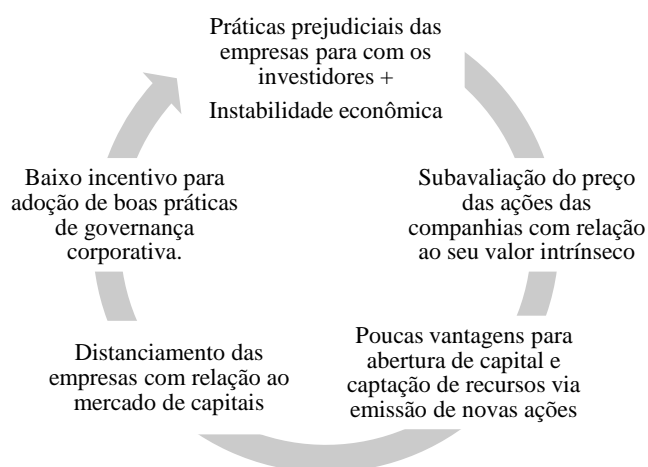 Práticas prejudiciais das
empresas para com os
investidores +
Instabilidade econômica
Subavaliação do preço
das ações das
companhias com relação
ao seu valor intrínseco
Poucas vantagens para
abertura de capital e
captação de recursos via
emissão de novas ações
Distanciamento das
empresas com relação ao
mercado de capitais
Baixo incentivo para
adoção de boas práticas
de governança
corporativa.